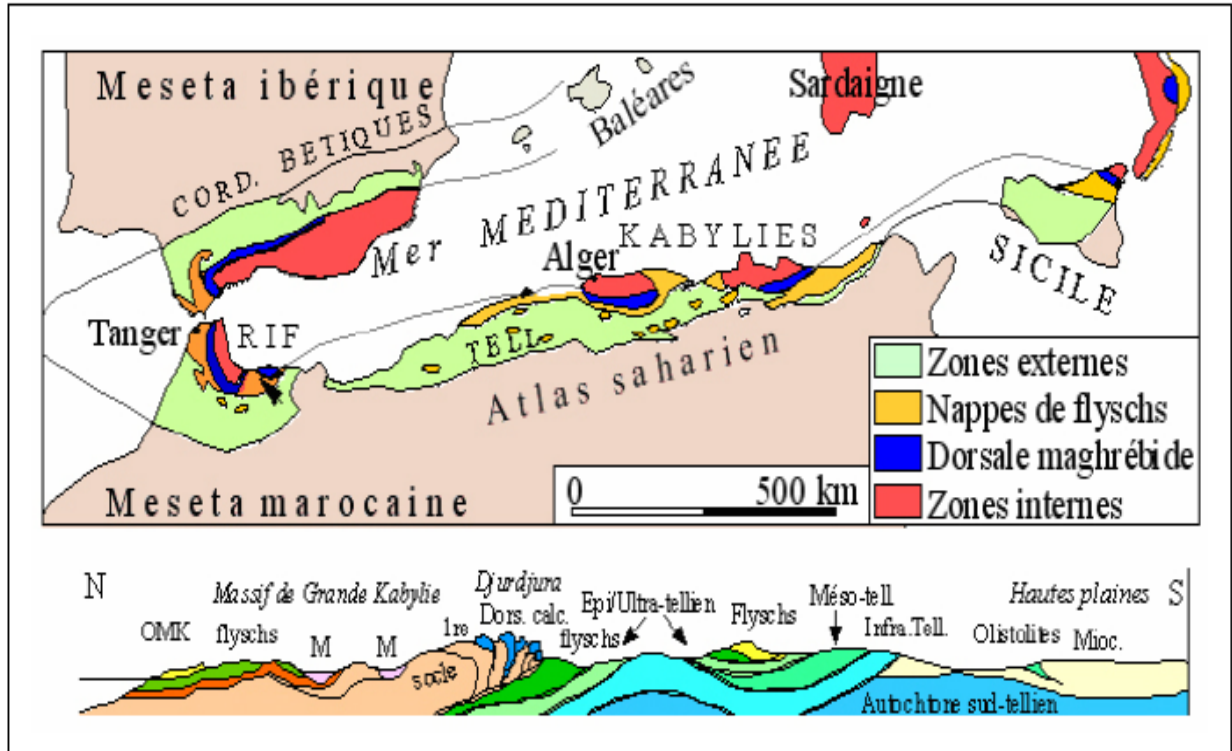 Meseta ibérique
Sardaigne
Baléares
CORD. BETIQUES
Mer MEDITERRANEE
KABYLIES
Alger
SICILE
Tanger
RIF
TELL
Atlas saharien
Zones externes
Nappes de flyschs
Dorsale maghrébide
Zones internes
0 500 km
Meseta marocaine
N
Massif de Grande Kabylie
Djurdjura
Hautes plaines
S
OMK
flyschs
M
M
1re
Dors. calc.
flyschs
Epi/Ultra-tellien
Flyschs
Méso-tell.
Infra.Tell.
Olistolites
Mioc.
socle
Autochtone sud-tellien